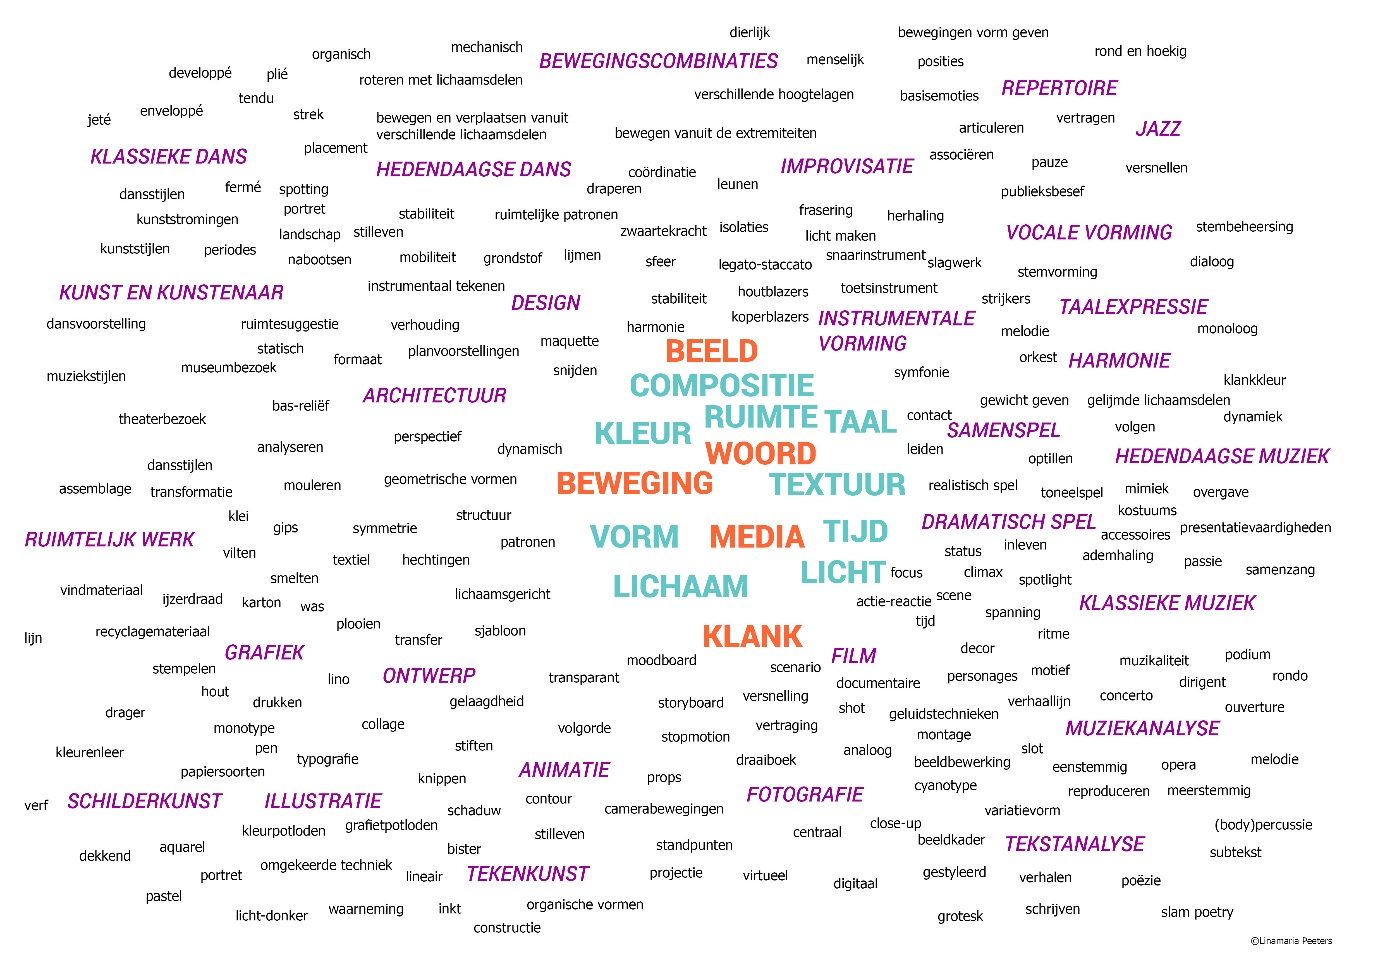 dierlijk
bewegingen vorm geven
mechanisch
organisch
BEWEGINGSCOMBINATIES
menselijk
posities
rond en hoekig
developpé
plié
roteren met lichaamsdelen
REPERTOIRE
tendu
verschillende hoogtelagen
basisemoties
jeté
enveloppé
strek
bewegen en verplaatsen vanuit
verschillende lichaamsdelen
bewegen vanuit de extremiteiten
articuleren
vertragen
JAZZ
KLASSIEKE DANS
placement
HEDENDAAGSE DANS
coördinatie
IMPROVISATIE
associëren
pauze
versnellen
dansstijlen
fermé
spotting
draperen
leunen
publieksbesef
kunststromingen
portret
stabiliteit
ruimtelijke patronen
frasering
herhaling
landschap
stilleven
zwaartekracht
isolaties
licht maken
VOCALE VORMING
stembeheersing
kunststijlen
periodes
nabootsen
mobiliteit
grondstof
lijmen
sfeer
legato-staccato
snaarinstrument
slagwerk
stemvorming
dialoog
KUNST EN KUNSTENAAR
instrumentaal tekenen
DESIGN
stabiliteit
houtblazers
toetsinstrument
strijkers
TAALEXPRESSIE
dansvoorstelling
ruimtesuggestie
verhouding
harmonie
koperblazers
INSTRUMENTALE
VORMING
melodie
monoloog
statisch
formaat
planvoorstellingen
maquette
BEELD
orkest
HARMONIE
muziekstijlen
museumbezoek
snijden
COMPOSITIE
symfonie
klankkleur
ARCHITECTUUR
bas-reliëf
theaterbezoek
RUIMTE
TAAL
contact
gewicht geven
gelijmde lichaamsdelen
dynamiek
KLEUR
SAMENSPEL
volgen
analyseren
perspectief
dynamisch
WOORD
leiden
optillen
HEDENDAAGSE MUZIEK
dansstijlen
assemblage
transformatie
mouleren
geometrische vormen
BEWEGING
TEXTUUR
realistisch spel
toneelspel
mimiek
overgave
klei
gips
symmetrie
structuur
kostuums
RUIMTELIJK WERK
patronen
VORM
MEDIA
TIJD
DRAMATISCH SPEL
accessoires
presentatievaardigheden
vilten
textiel
hechtingen
status
inleven
ademhaling
passie
samenzang
smelten
LICHAAM
LICHT
focus
climax
spotlight
vindmateriaal
ijzerdraad
karton
was
lichaamsgericht
actie-reactie
scene
spanning
KLASSIEKE MUZIEK
lijn
recyclagemateriaal
plooien
transfer
sjabloon
KLANK
tijd
ritme
GRAFIEK
moodboard
scenario
FILM
decor
muzikaliteit
podium
stempelen
lino
ONTWERP
transparant
documentaire
personages
motief
dirigent
rondo
hout
drukken
gelaagdheid
storyboard
versnelling
shot
geluidstechnieken
verhaallijn
concerto
ouverture
drager
monotype
collage
volgorde
stopmotion
vertraging
montage
MUZIEKANALYSE
kleurenleer
pen
typografie
stiften
draaiboek
analoog
beeldbewerking
slot
eenstemmig
opera
melodie
papiersoorten
knippen
ANIMATIE
props
cyanotype
reproduceren
meerstemmig
verf
SCHILDERKUNST
ILLUSTRATIE
schaduw
contour
camerabewegingen
FOTOGRAFIE
variatievorm
kleurpotloden
grafietpotloden
stilleven
centraal
close-up
beeldkader
TEKSTANALYSE
(body)percussie
dekkend
aquarel
bister
standpunten
subtekst
portret
omgekeerde techniek
lineair
TEKENKUNST
projectie
virtueel
digitaal
gestyleerd
verhalen
poëzie
pastel
licht-donker
waarneming
inkt
organische vormen
grotesk
schrijven
slam poetry
constructie
©Linamaria Peeters